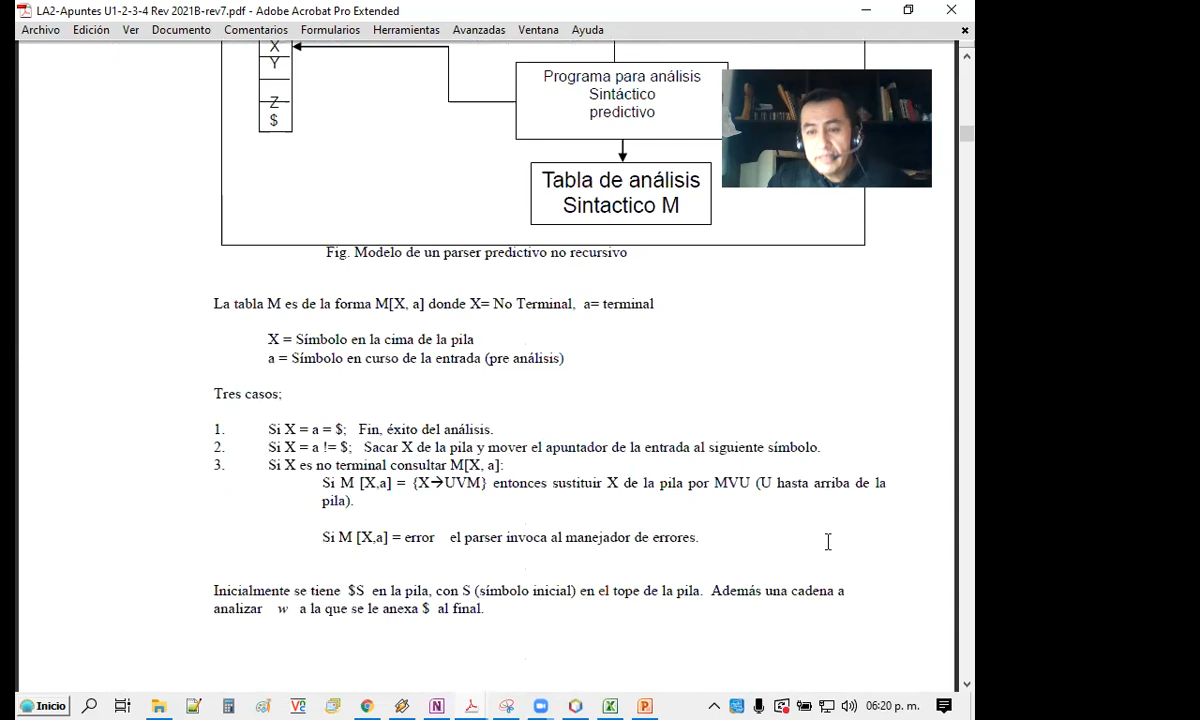 LA2-Apuntes U1-2-3-4 Rev 2021B-rev7.pdf - Adobe Acrobat Pro Extended
Archivo Edición Ver Documento Comentarios Formularios Herramientas Avanzadas Ventana Ayuda
X
Y
Z
$
Programa para análisis
Sintáctico
predictivo
Tabla de análisis
Sintactico M
Fig. Modelo de un parser predictivo no recursivo
La tabla M es de la forma M[X, a] donde X= No Terminal, a= terminal
X = Símbolo en la cima de la pila
a = Símbolo en curso de la entrada (pre análisis)
Tres casos;
1. Si X = a = $; Fin, éxito del análisis.
2. Si X = a != $; Sacar X de la pila y mover el apuntador de la entrada al siguiente símbolo.
3. Si X es no terminal consultar M[X, a]:
Si M [X,a] = {X→UVM} entonces sustituir X de la pila por MVU (U hasta arriba de la
pila).
Si M [X,a] = error el parser invoca al manejador de errores.
Inicialmente se tiene $S en la pila, con S (símbolo inicial) en el tope de la pila. Además una cadena a
analizar w a la que se le anexa $ al final.
Inicio 06:20 p. m.